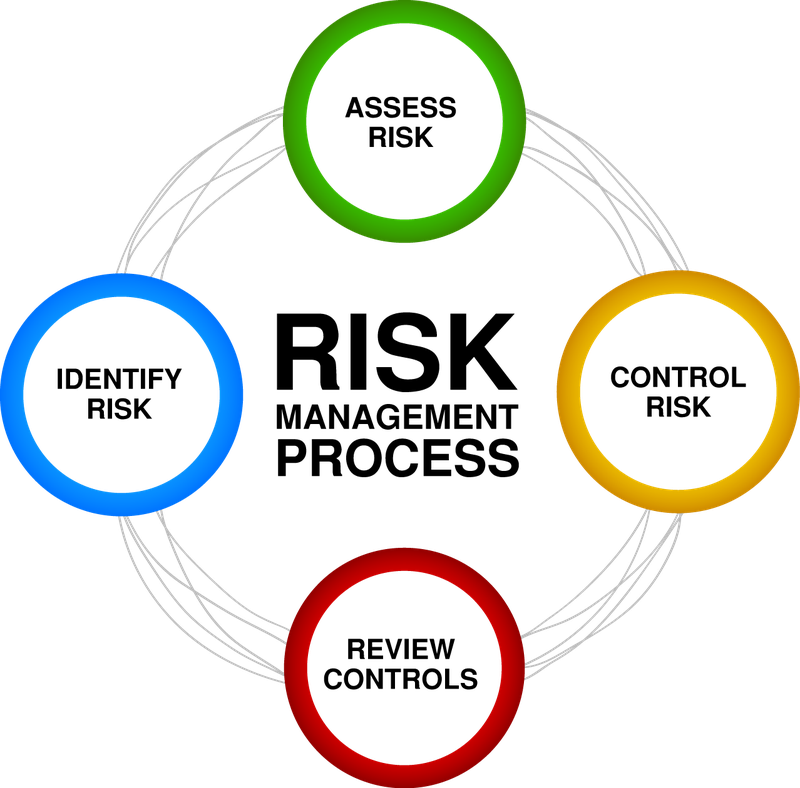 ASSESS
RISK
IDENTIFY
RISK
RISK
MANAGEMENT
PROCESS
CONTROL
RISK
REVIEW
CONTROLS